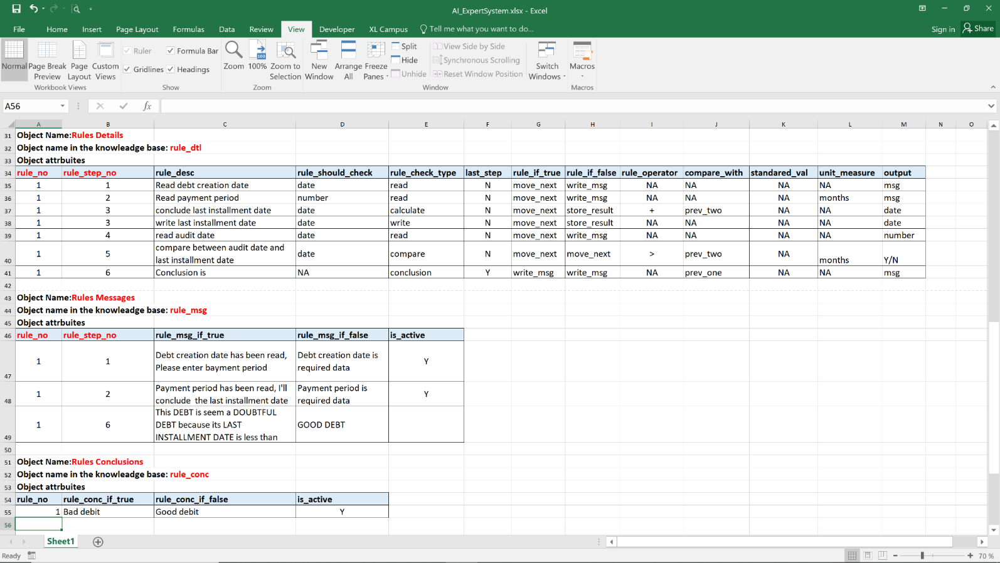 AI_ExpertSystem.xlsx - Excel
File Home Insert Page Layout Formulas Data Review View Developer XL Campus Tell me what you want to do... Sign in Share
Normal Page Break Preview Page Layout Custom Views
Workbook Views
Ruler Formula Bar
Gridlines Headings
Show
Zoom 100% Zoom to Selection
Zoom
New Window Arrange All Freeze Panes
Split
Hide
Unhide
View Side by Side
Synchronous Scrolling
Reset Window Position
Window
Switch Windows
Macros
Macros
A56 fx
A B C D E F G H I J K L M N O
31 Object Name:Rules Details
32 Object name in the knowleadge base: rule_dtl
33 Object attrbuites
34 rule_no rule_step_no rule_desc rule_should_check rule_check_type last_step rule_if_true rule_if_false rule_operator compare_with standared_val unit_measure output
35 1 1 Read debt creation date date read N move_next write_msg NA NA NA NA msg
36 1 2 Read payment period number read N move_next write_msg NA NA NA months msg
37 1 3 conclude last installment date date calculate N move_next store_result + prev_two NA NA date
38 1 3 write last installment date date write N move_next store_result NA NA NA NA date
39 1 4 read audit date date read N move_next write_msg NA NA NA NA number
40 1 5 compare between audit date and last installment date date compare N move_next move_next > prev_two NA months Y/N
41 1 6 Conclusion is NA conclusion Y write_msg write_msg NA prev_one NA NA msg
42
43 Object Name:Rules Messages
44 Object name in the knowleadge base: rule_msg
45 Object attrbuites
46 rule_no rule_step_no rule_msg_if_true rule_msg_if_false is_active
47 1 1 Debt creation date has been read, Please enter bayment period Debt creation date is required data Y
48 1 2 Payment period has been read, I'll conclude the last installment date Payment period is required data Y
49 1 6 This DEBT is seem a DOUBTFUL DEBT because its LAST INSTALLMENT DATE is less than GOOD DEBT
50
51 Object Name:Rules Conclusions
52 Object name in the knowleadge base: rule_conc
53 Object attrbuites
54 rule_no rule_conc_if_true rule_conc_if_false is_active
55 1 Bad debit Good debit Y
56
Sheet1
Ready 70 %